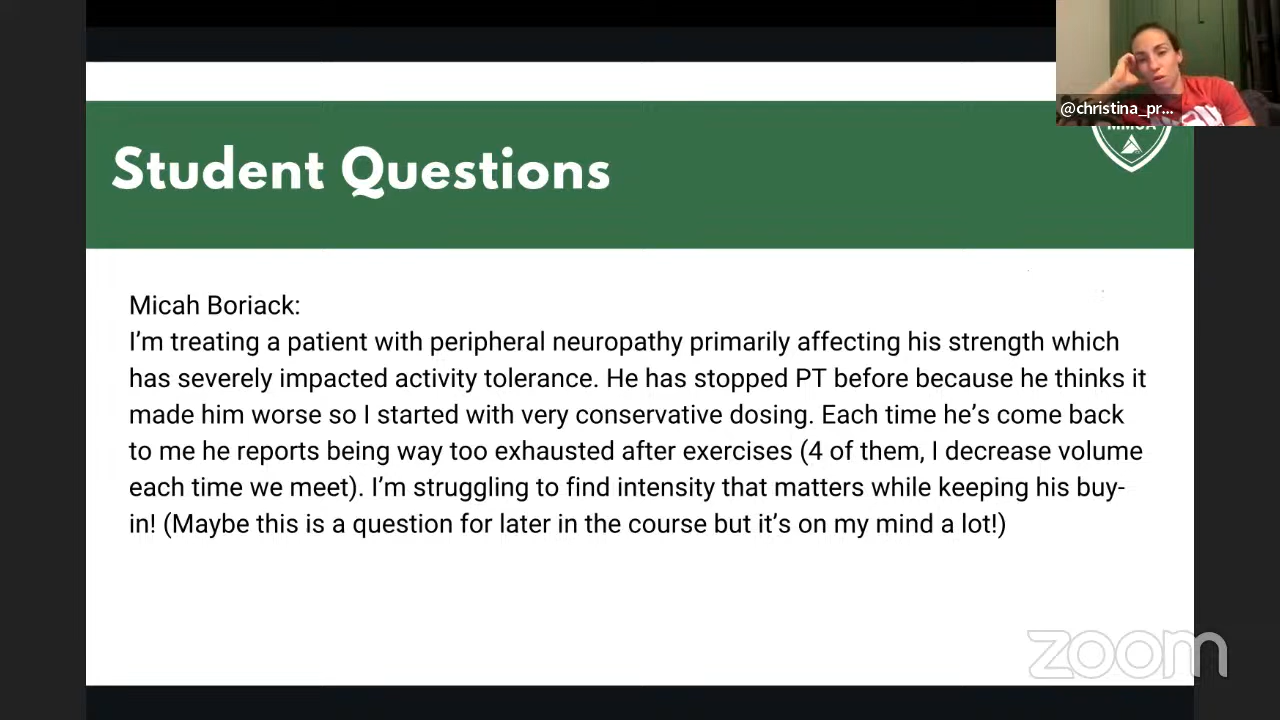 @christina_pr...
Student Questions
Micah Boriack:
I'm treating a patient with peripheral neuropathy primarily affecting his strength which
has severely impacted activity tolerance. He has stopped PT before because he thinks it
made him worse so I started with very conservative dosing. Each time he's come back
to me he reports being way too exhausted after exercises (4 of them, I decrease volume
each time we meet). I'm struggling to find intensity that matters while keeping his buy-
in! (Maybe this is a question for later in the course but it's on my mind a lot!)
zoom